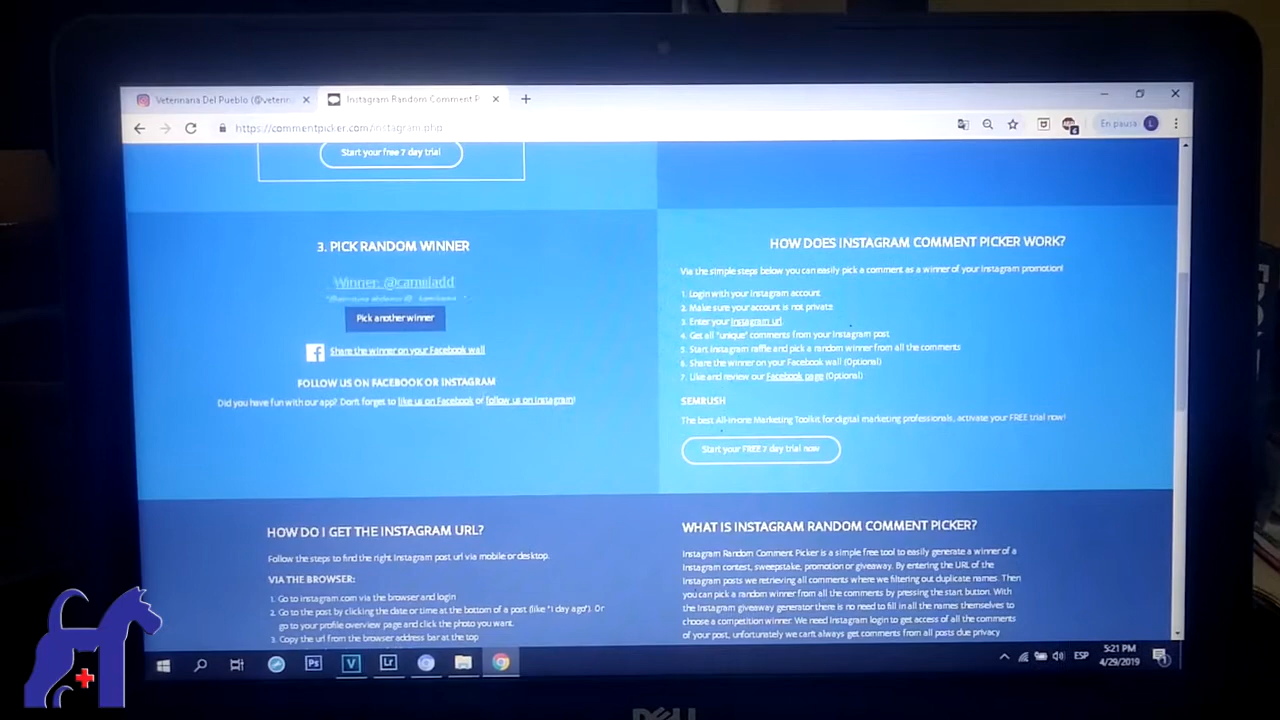 Veterinaria Del Pueblo (@veterin
Instagram Random Comment P
https://commentpicker.com/instagram.php
En pausa
L
Start your free 7 day trial
3. PICK RANDOM WINNER
Winner: @camiladd
Pick another winner
Share the winner on your Facebook wall
FOLLOW US ON FACEBOOK OR INSTAGRAM
Did you have fun with our app? Don't forget to like us on Facebook or follow us on Instagram!
HOW DOES INSTAGRAM COMMENT PICKER WORK?
Via the simple steps below you can easily pick a comment as a winner of your Instagram promotion!
1. Login with your Instagram account
2. Make sure your account is not private
3. Enter your Instagram url
4. Get all "unique" comments from your Instagram post
5. Start Instagram raffle and pick a random winner from all the comments
6. Share the winner on your Facebook wall (Optional)
7. Like and review our Facebook page (Optional)
SEMRUSH
The best All-in-one Marketing Toolkit for digital marketing professionals, activate your FREE trial now!
Start your FREE 7 day trial now
HOW DO I GET THE INSTAGRAM URL?
Follow the steps to find the right Instagram post url via mobile or desktop.
VIA THE BROWSER:
1. Go to instagram.com via the browser and login
2. Go to the post by clicking the date or time at the bottom of a post (like "1 day ago"). Or
go to your profile overview page and click the photo you want.
3. Copy the url from the browser address bar at the top
WHAT IS INSTAGRAM RANDOM COMMENT PICKER?
Instagram Random Comment Picker is a simple free tool to easily generate a winner of a
Instagram contest, sweepstake, promotion or giveaway. By entering the URL of the
Instagram posts we retrieving all comments where we filtering out duplicate names. Then
you can pick a random winner from all the comments by pressing the start button. With
the Instagram giveaway generator there is no need to fill in all the names themselves to
choose a competition winner. We need Instagram login to get access of all the comments
of your post, unfortunately we can't always get comments from all posts due privacy
Ps
V
Lr
ESP
5:21 PM
4/29/2019
DELL